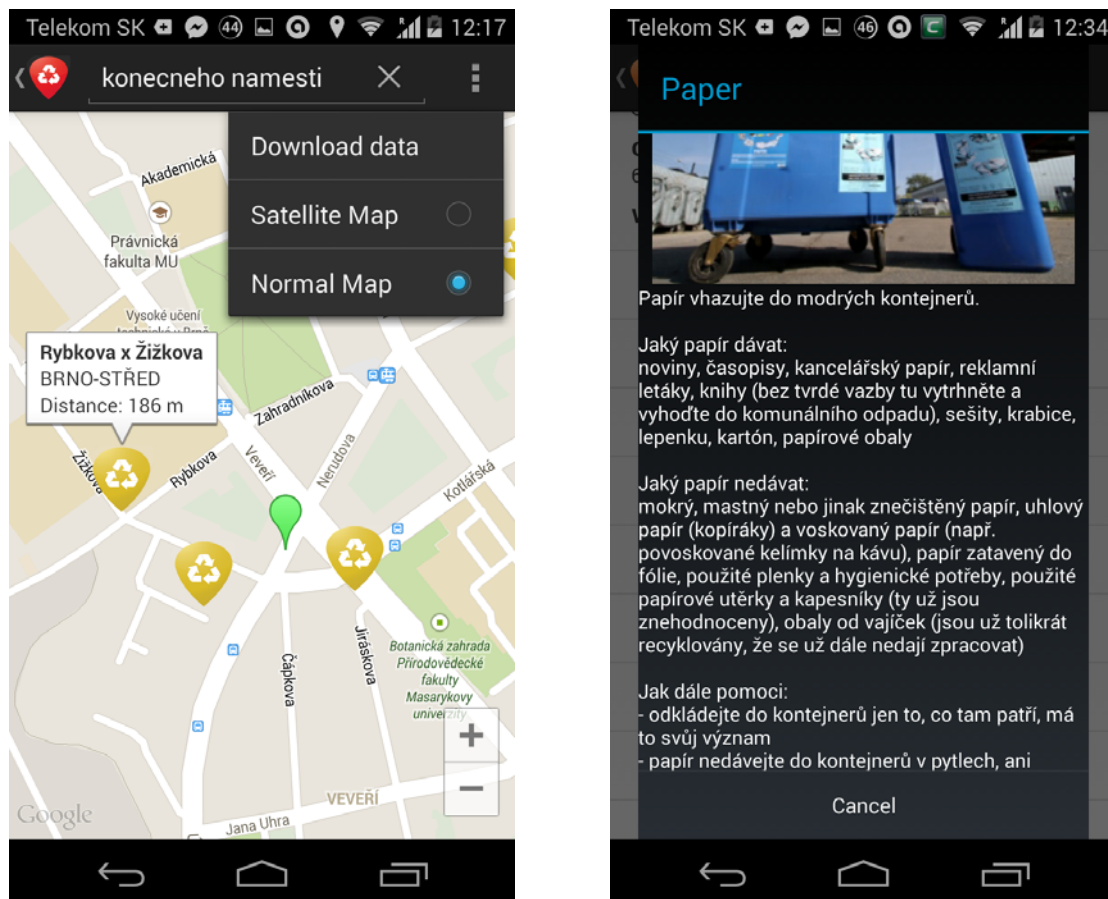 Telekom SK 44 12:17
konecneho namesti
Download data
Satellite Map
Normal Map
Akademická
Právnická
fakulta MU
Vysoké učení
Rybkova x Žižkova
BRNO-STŘED
Distance: 186 m
Zahradníkova
Žižkova
Rybkova
Veveří
Nerudova
Kotlářská
Jiráskova
Čápkova
Botanická zahrada
Přírodovědecké
fakulty
Masarykovy
univerzity
+
VEVEŘÍ
−
Google
Jana Uhra
Telekom SK 46 12:34
Paper
Papír vhazujte do modrých kontejnerů.
Jaký papír dávat:
noviny, časopisy, kancelářský papír, reklamní
letáky, knihy (bez tvrdé vazby tu vytrhněte a
vyhoďte do komunálního odpadu), sešity, krabice,
lepenku, kartón, papírové obaly
Jaký papír nedávat:
mokrý, mastný nebo jinak znečištěný papír, uhlový
papír (kopíráky) a voskovaný papír (např.
povoskované kelímky na kávu), papír zatavený do
fólie, použité plenky a hygienické potřeby, použité
papírové utěrky a kapesníky (ty už jsou
znehodnoceny), obaly od vajíček (jsou už tolikrát
recyklovány, že se už dále nedají zpracovat)
Jak dále pomoci:
- odkládejte do kontejnerů jen to, co tam patří, má
to svůj význam
- papír nedávejte do kontejnerů v pytlech, ani
Cancel